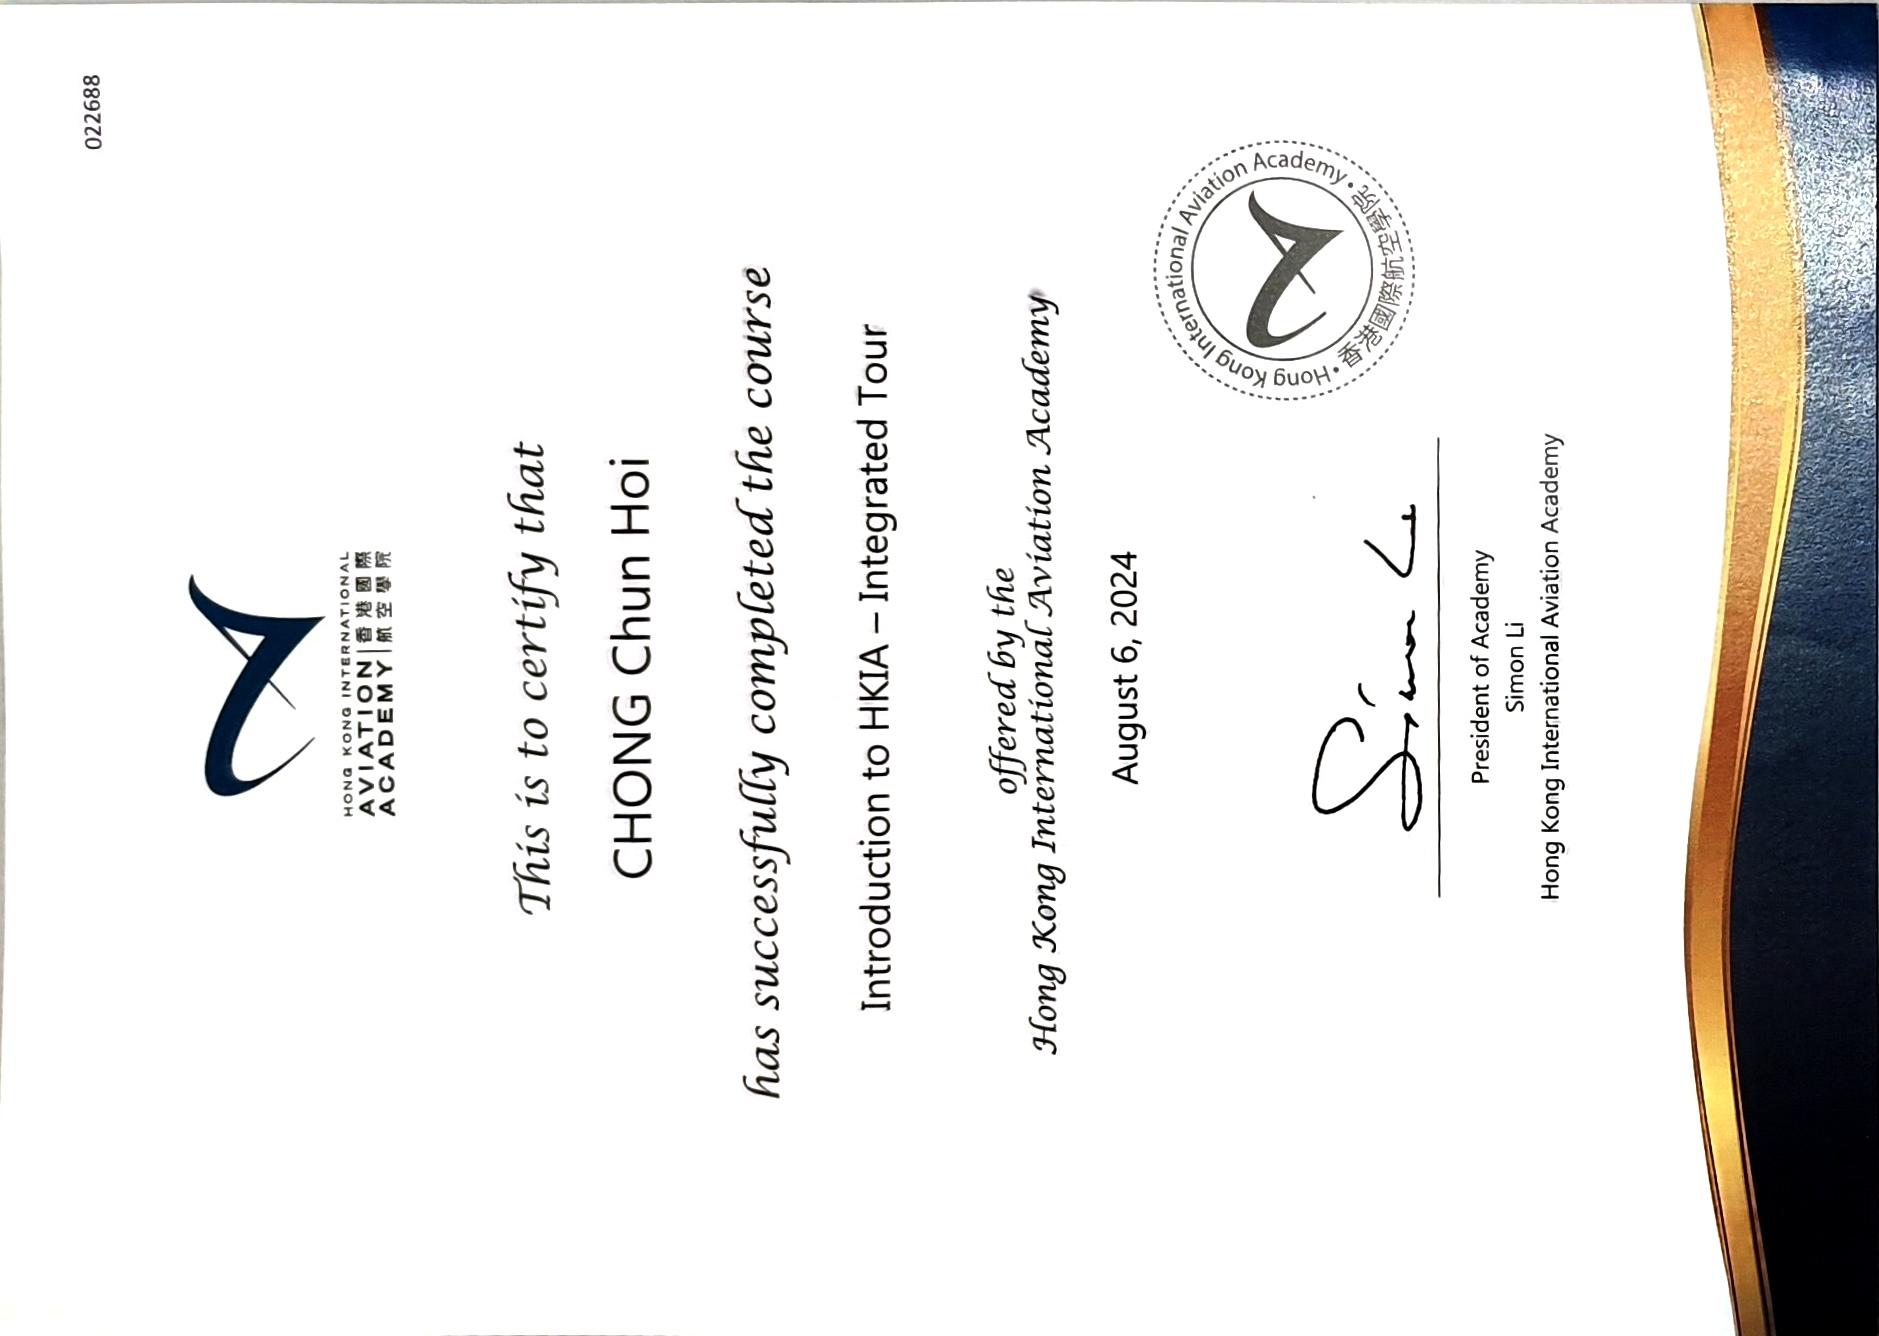 022688
HONG KONG INTERNATIONAL
AVIATION 香港國際
ACADEMY 航空學院
This is to certify that
CHONG Chun Hoi
has successfully completed the course
Introduction to HKIA – Integrated Tour
offered by the
Hong Kong International Aviation Academy
August 6, 2024
Hong Kong International Aviation Academy
•香港國際航空學院•
Simon Li
President of Academy
Simon Li
Hong Kong International Aviation Academy